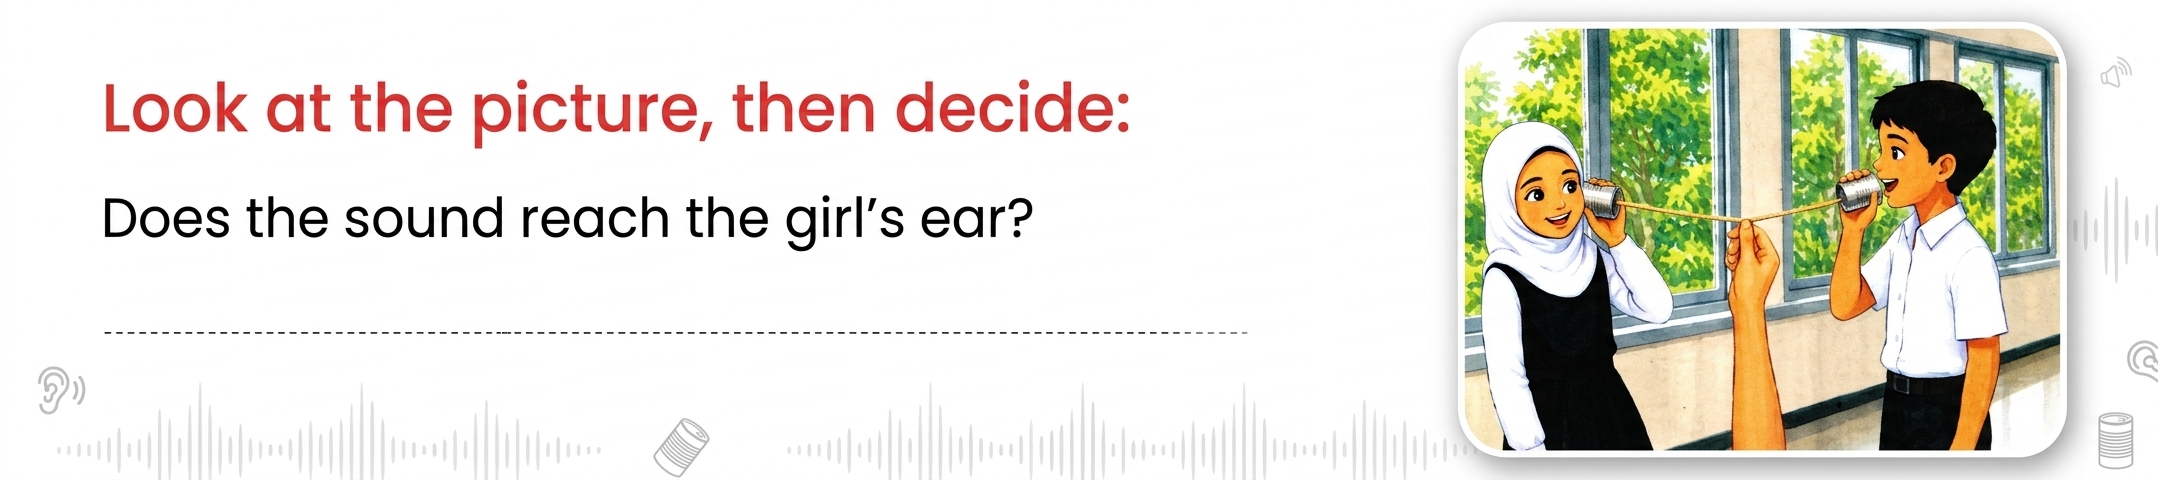 Look at the picture, then decide:
Does the sound reach the girl’s ear?